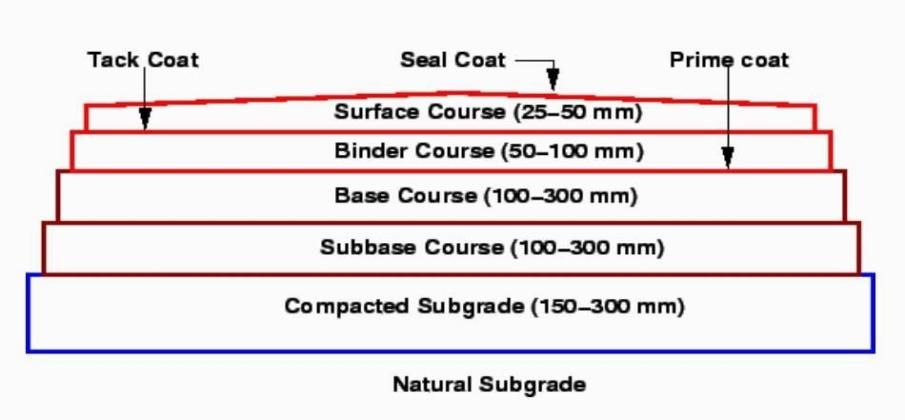 Tack Coat
Seal Coat
Prime coat
Surface Course (25–50 mm)
Binder Course (50–100 mm)
Base Course (100–300 mm)
Subbase Course (100–300 mm)
Compacted Subgrade (150–300 mm)
Natural Subgrade